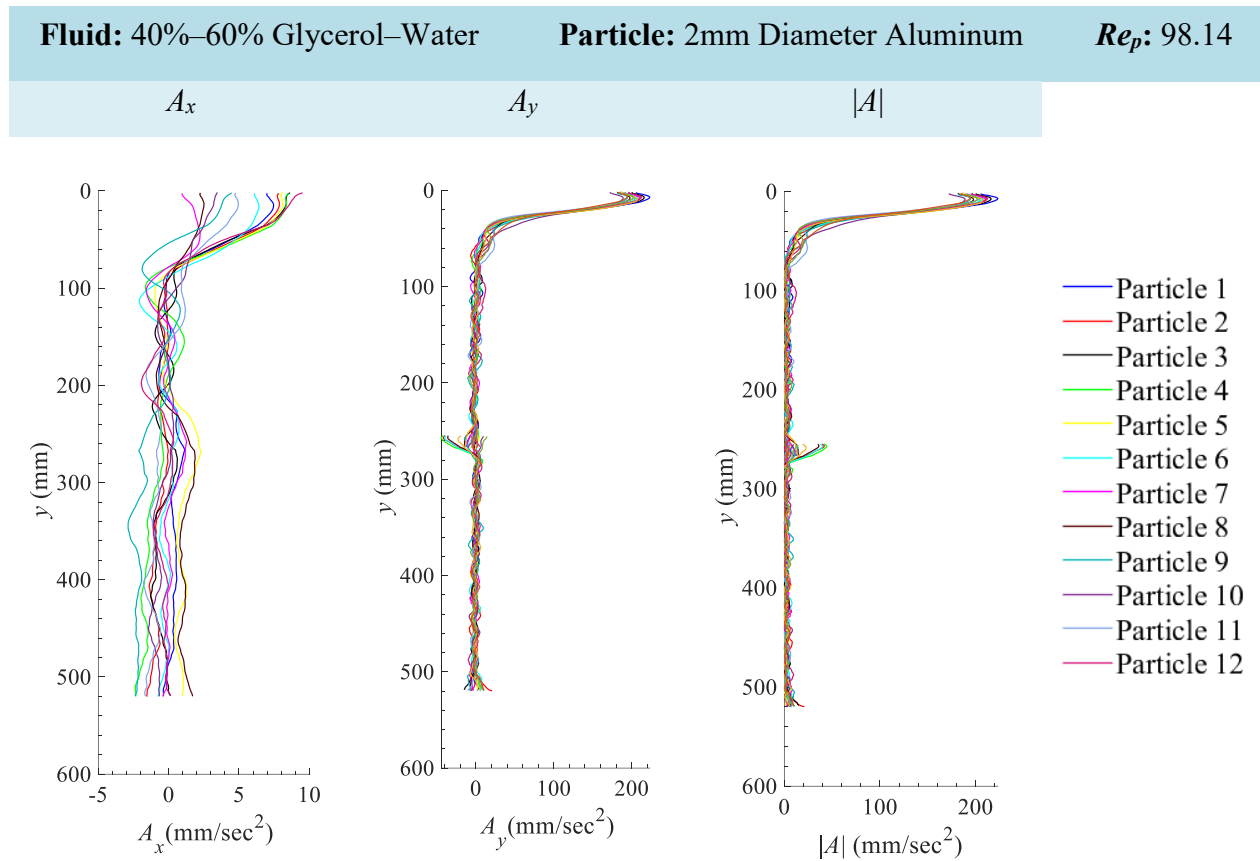 Fluid: 40%–60% Glycerol–Water Particle: 2mm Diameter Aluminum Rep: 98.14
Ax Ay |A|
0
100
200
300
400
500
600
y (mm)
-5 0 5 10
Ax(mm/sec2)
0
100
200
300
400
500
600
y (mm)
0 100 200
Ay(mm/sec2)
0
100
200
300
400
500
600
y (mm)
0 100 200
|A| (mm/sec2)
Particle 1
Particle 2
Particle 3
Particle 4
Particle 5
Particle 6
Particle 7
Particle 8
Particle 9
Particle 10
Particle 11
Particle 12